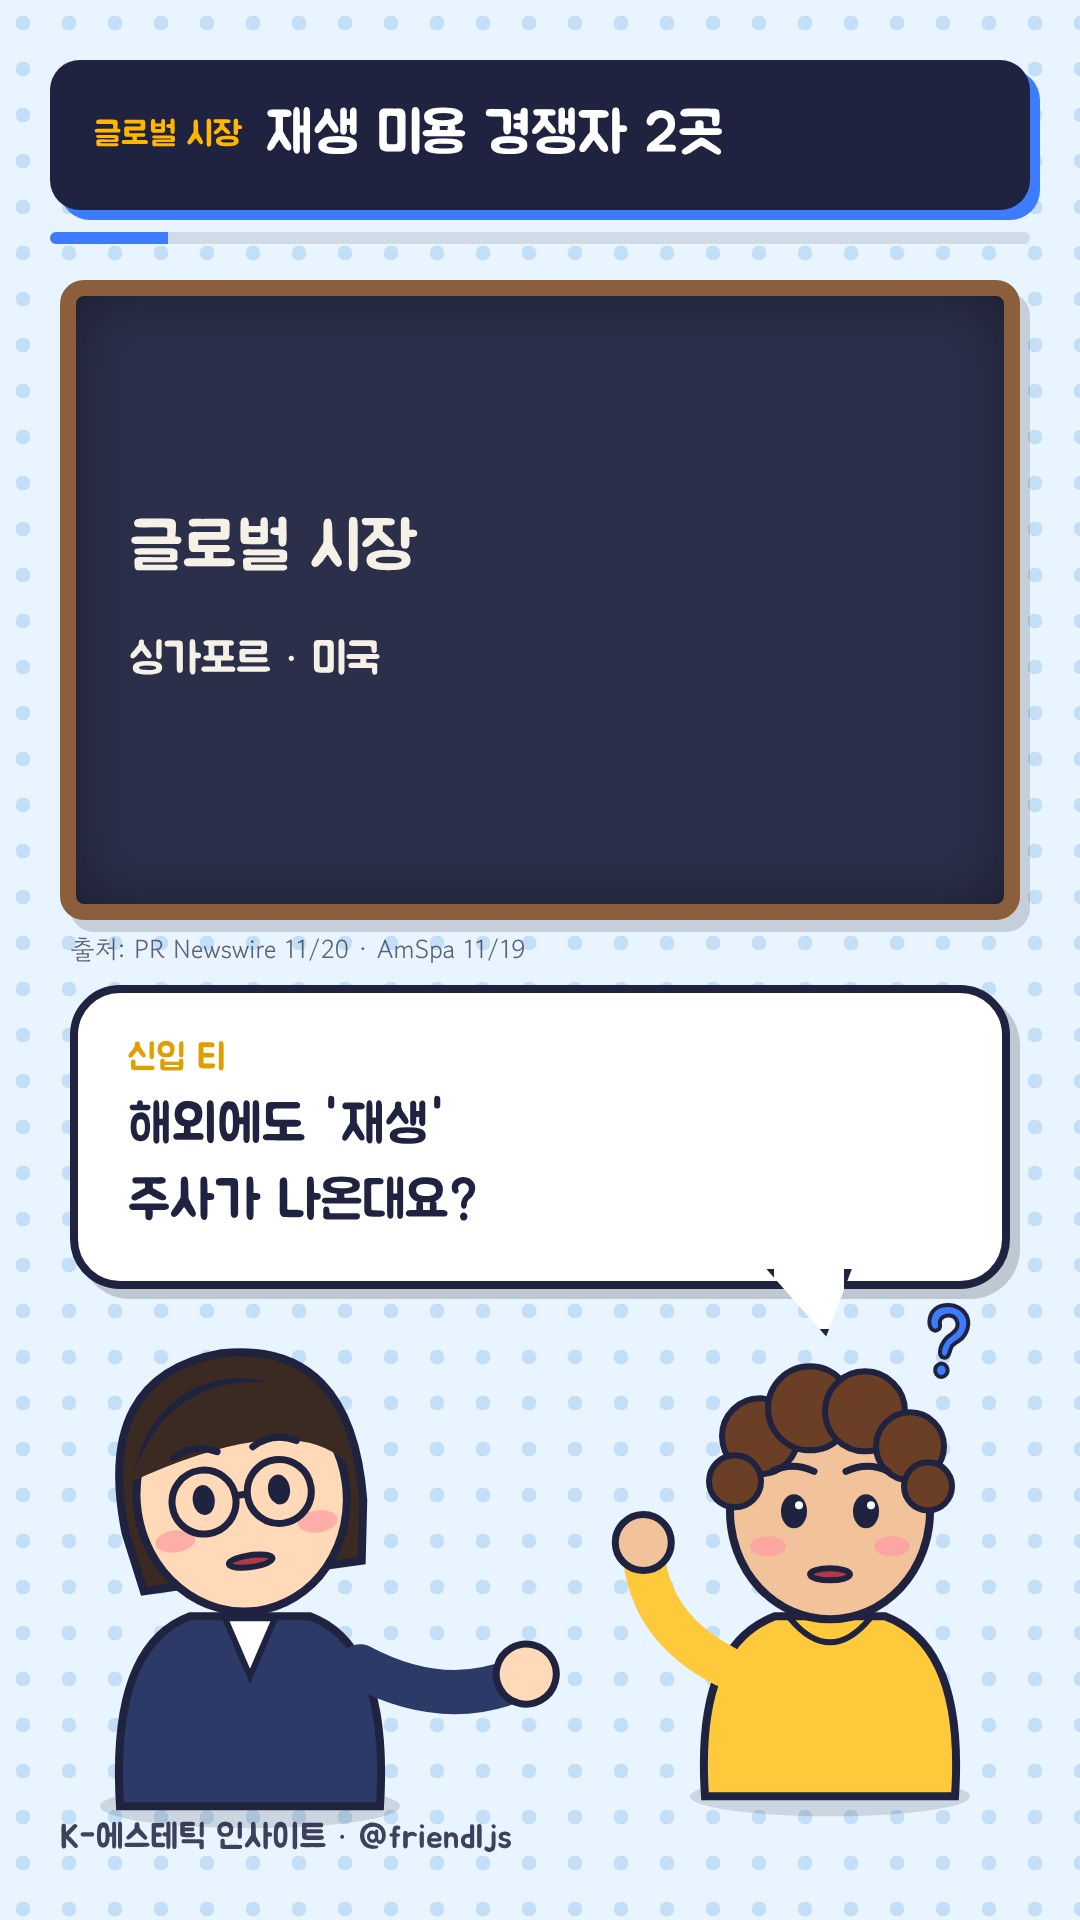 글로벌 시장 재생 미용 경쟁자 2곳
글로벌 시장
싱가포르 · 미국
출처: PR Newswire 11/20 · AmSpa 11/19
신입 티
해외에도 '재생'
주사가 나온대요?
?
K-에스테틱 인사이트 · @friendljs